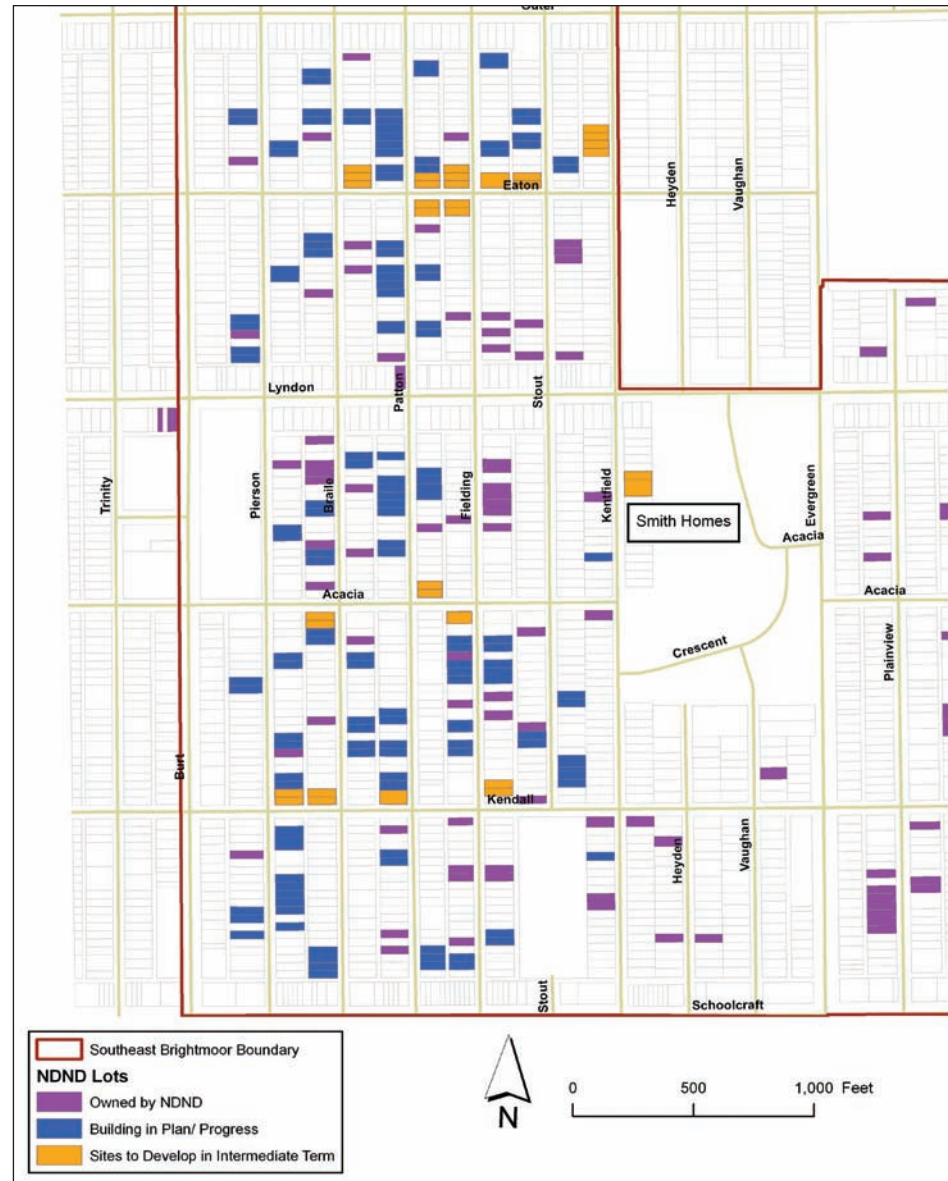 Outer
Eaton
Heyden
Vaughan
Lyndon
Patton
Stout
Trinity
Pierson
Braile
Fielding
Kentfield
Smith Homes
Evergreen
Acacia
Acacia
Acacia
Crescent
Plainview
Burt
Kendall
Heyden
Vaughan
Stout
Schoolcraft
Southeast Brightmoor Boundary
NDND Lots
Owned by NDND
Building in Plan/ Progress
Sites to Develop in Intermediate Term
N
0 500 1,000 Feet